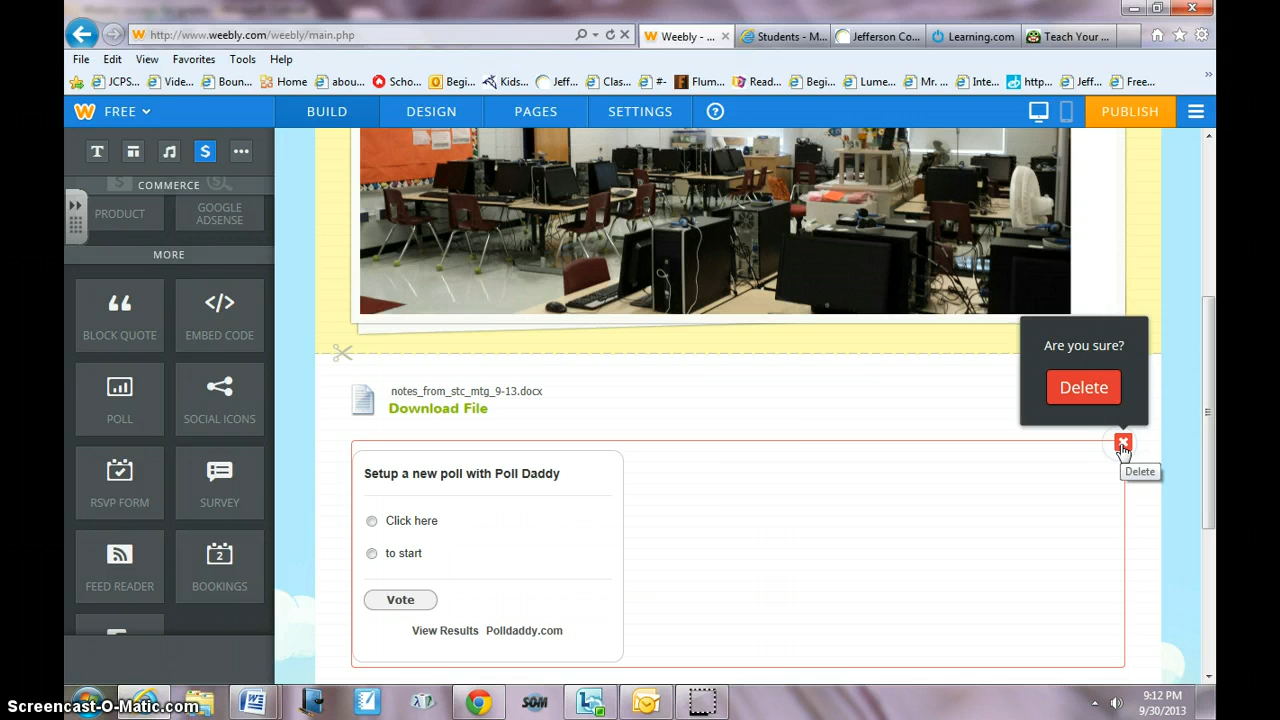 http://www.weebly.com/weebly/main.php
Weebly - ...
Students - M...
Jefferson Co...
Learning.com
Teach Your ...
File Edit View Favorites Tools Help
JCPS...
Vide...
Boun...
Home
abou...
Scho...
Begi...
Kids...
Jeff...
Clas...
#-
Flum...
Read...
Begi...
Lume...
Mr. ...
Inte...
http...
Jeff...
Free...
FREE
BUILD
DESIGN
PAGES
SETTINGS
PUBLISH
COMMERCE
PRODUCT
GOOGLE
ADSENSE
MORE
BLOCK QUOTE
EMBED CODE
POLL
SOCIAL ICONS
RSVP FORM
SURVEY
FEED READER
2
BOOKINGS
Are you sure?
Delete
Delete
notes_from_stc_mtg_9-13.docx
Download File
Setup a new poll with Poll Daddy
Click here
to start
Vote
View Results Polldaddy.com
SOM
9:12 PM
9/30/2013
Screencast-O-Matic.com